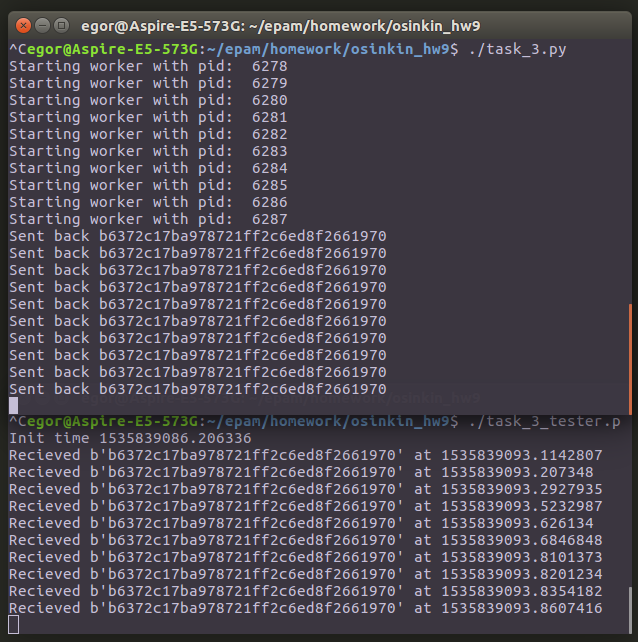 egor@Aspire-E5-573G: ~/epam/homework/osinkin_hw9
^Cegor@Aspire-E5-573G:~/epam/homework/osinkin_hw9$ ./task_3.py
Starting worker with pid:  6278
Starting worker with pid:  6279
Starting worker with pid:  6280
Starting worker with pid:  6281
Starting worker with pid:  6282
Starting worker with pid:  6283
Starting worker with pid:  6284
Starting worker with pid:  6285
Starting worker with pid:  6286
Starting worker with pid:  6287
Sent back b6372c17ba978721ff2c6ed8f2661970
Sent back b6372c17ba978721ff2c6ed8f2661970
Sent back b6372c17ba978721ff2c6ed8f2661970
Sent back b6372c17ba978721ff2c6ed8f2661970
Sent back b6372c17ba978721ff2c6ed8f2661970
Sent back b6372c17ba978721ff2c6ed8f2661970
Sent back b6372c17ba978721ff2c6ed8f2661970
Sent back b6372c17ba978721ff2c6ed8f2661970
Sent back b6372c17ba978721ff2c6ed8f2661970
Sent back b6372c17ba978721ff2c6ed8f2661970
^Cegor@Aspire-E5-573G:~/epam/homework/osinkin_hw9$ ./task_3_tester.p
Init time 1535839086.206336
Recieved b'b6372c17ba978721ff2c6ed8f2661970' at 1535839093.1142807
Recieved b'b6372c17ba978721ff2c6ed8f2661970' at 1535839093.207348
Recieved b'b6372c17ba978721ff2c6ed8f2661970' at 1535839093.2927935
Recieved b'b6372c17ba978721ff2c6ed8f2661970' at 1535839093.5232987
Recieved b'b6372c17ba978721ff2c6ed8f2661970' at 1535839093.626134
Recieved b'b6372c17ba978721ff2c6ed8f2661970' at 1535839093.6846848
Recieved b'b6372c17ba978721ff2c6ed8f2661970' at 1535839093.8101373
Recieved b'b6372c17ba978721ff2c6ed8f2661970' at 1535839093.8201234
Recieved b'b6372c17ba978721ff2c6ed8f2661970' at 1535839093.8354182
Recieved b'b6372c17ba978721ff2c6ed8f2661970' at 1535839093.8607416